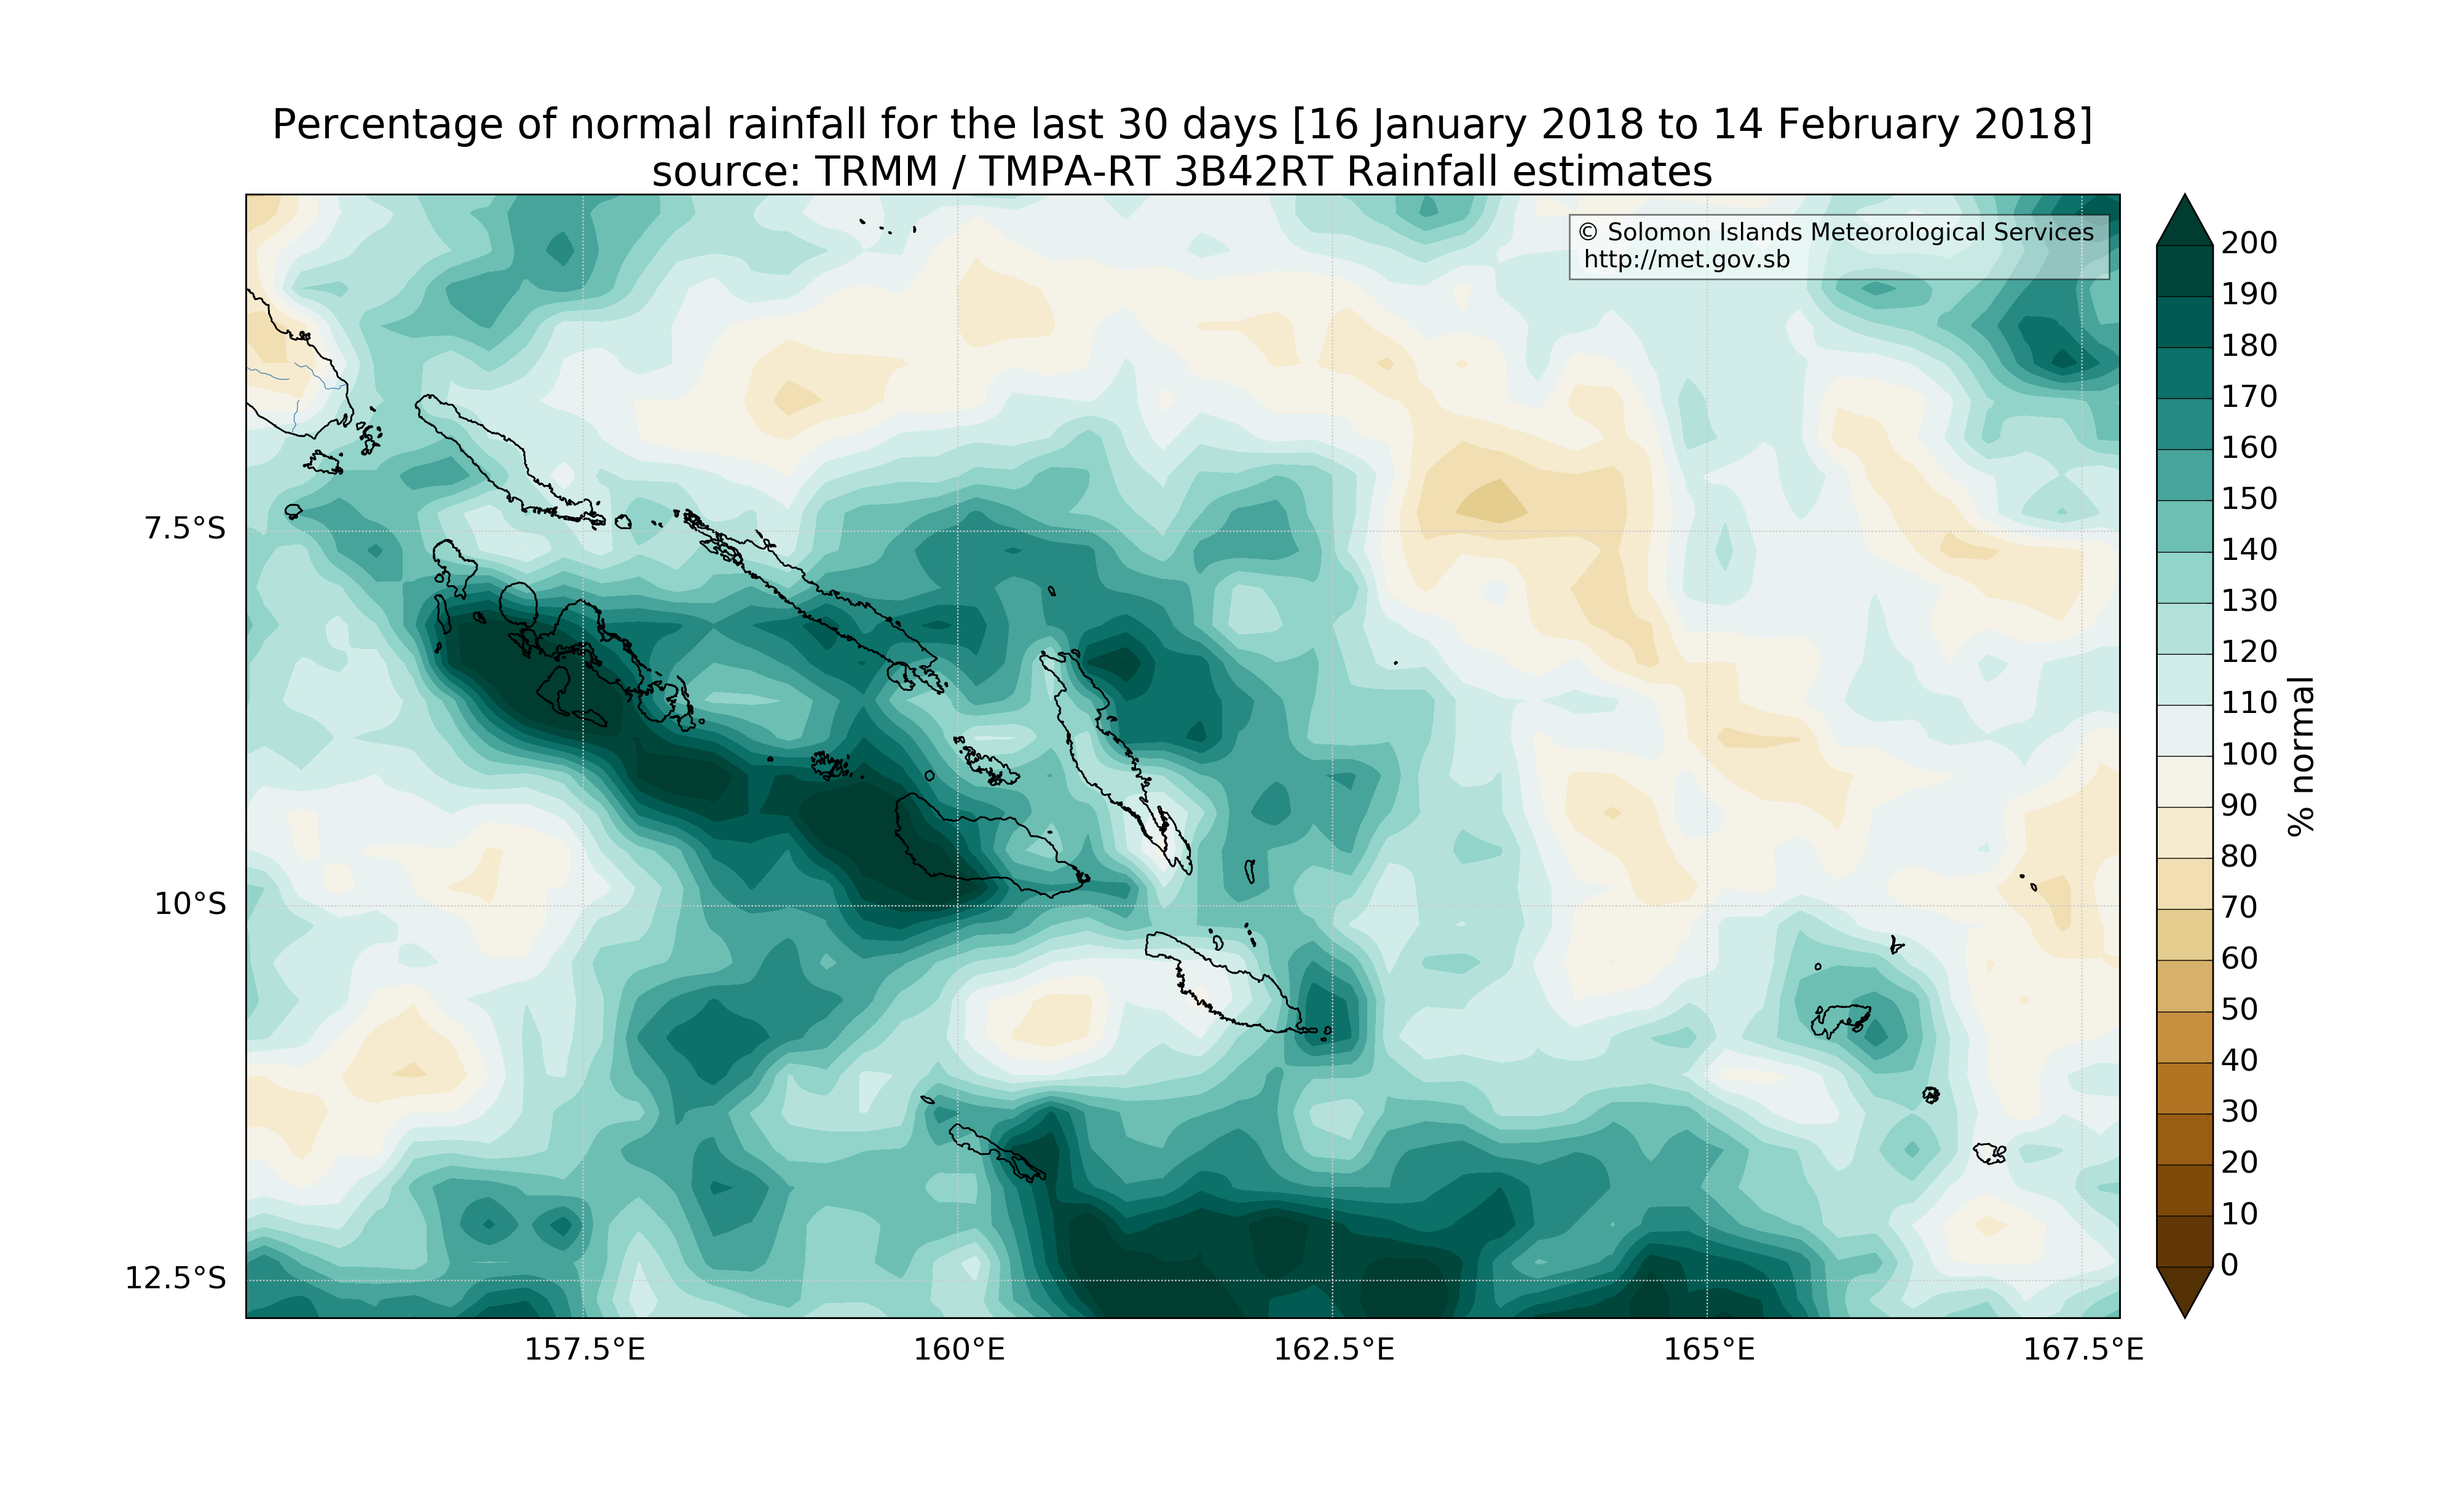 Percentage of normal rainfall for the last 30 days [16 January 2018 to 14 February 2018]
source: TRMM / TMPA-RT 3B42RT Rainfall estimates
© Solomon Islands Meteorological Services
http://met.gov.sb
7.5°S
10°S
12.5°S
157.5°E
160°E
162.5°E
165°E
167.5°E
200
190
180
170
160
150
140
130
120
110
100
90
80
70
60
50
40
30
20
10
0
% normal